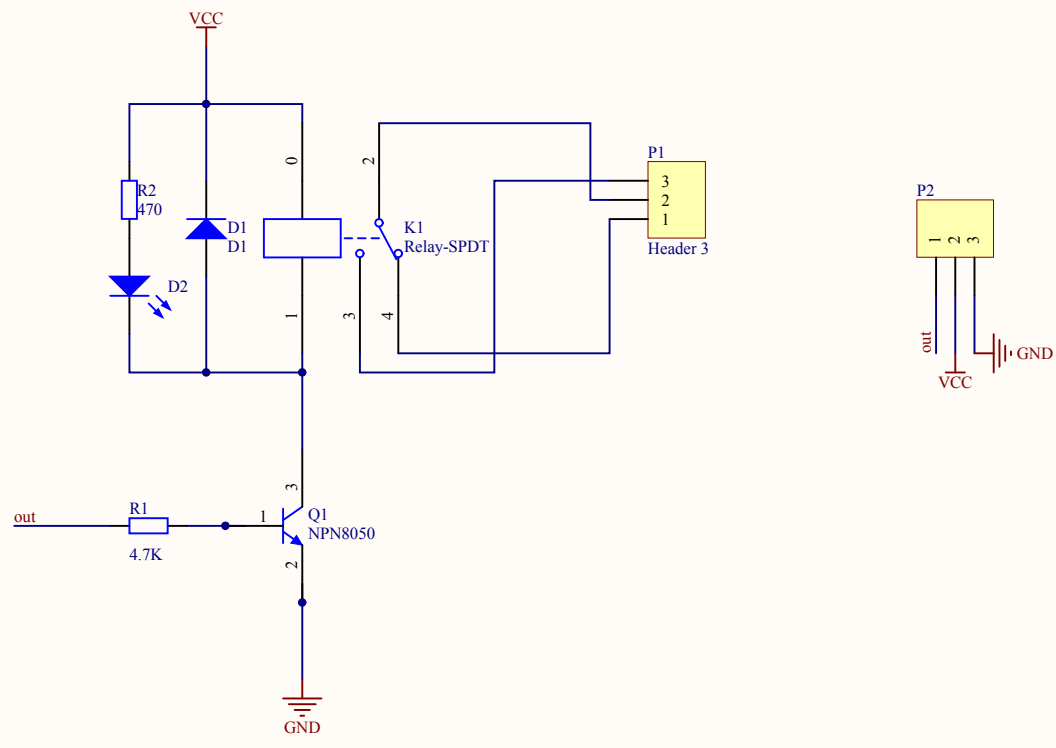 VCC
0
2
P1
3
2
1
Header 3
R2
470
D1
D1
K1
Relay-SPDT
P2
1
2
3
D2
1
3
4
out
GND
VCC
3
R1
out
1
Q1
NPN8050
4.7K
2
GND